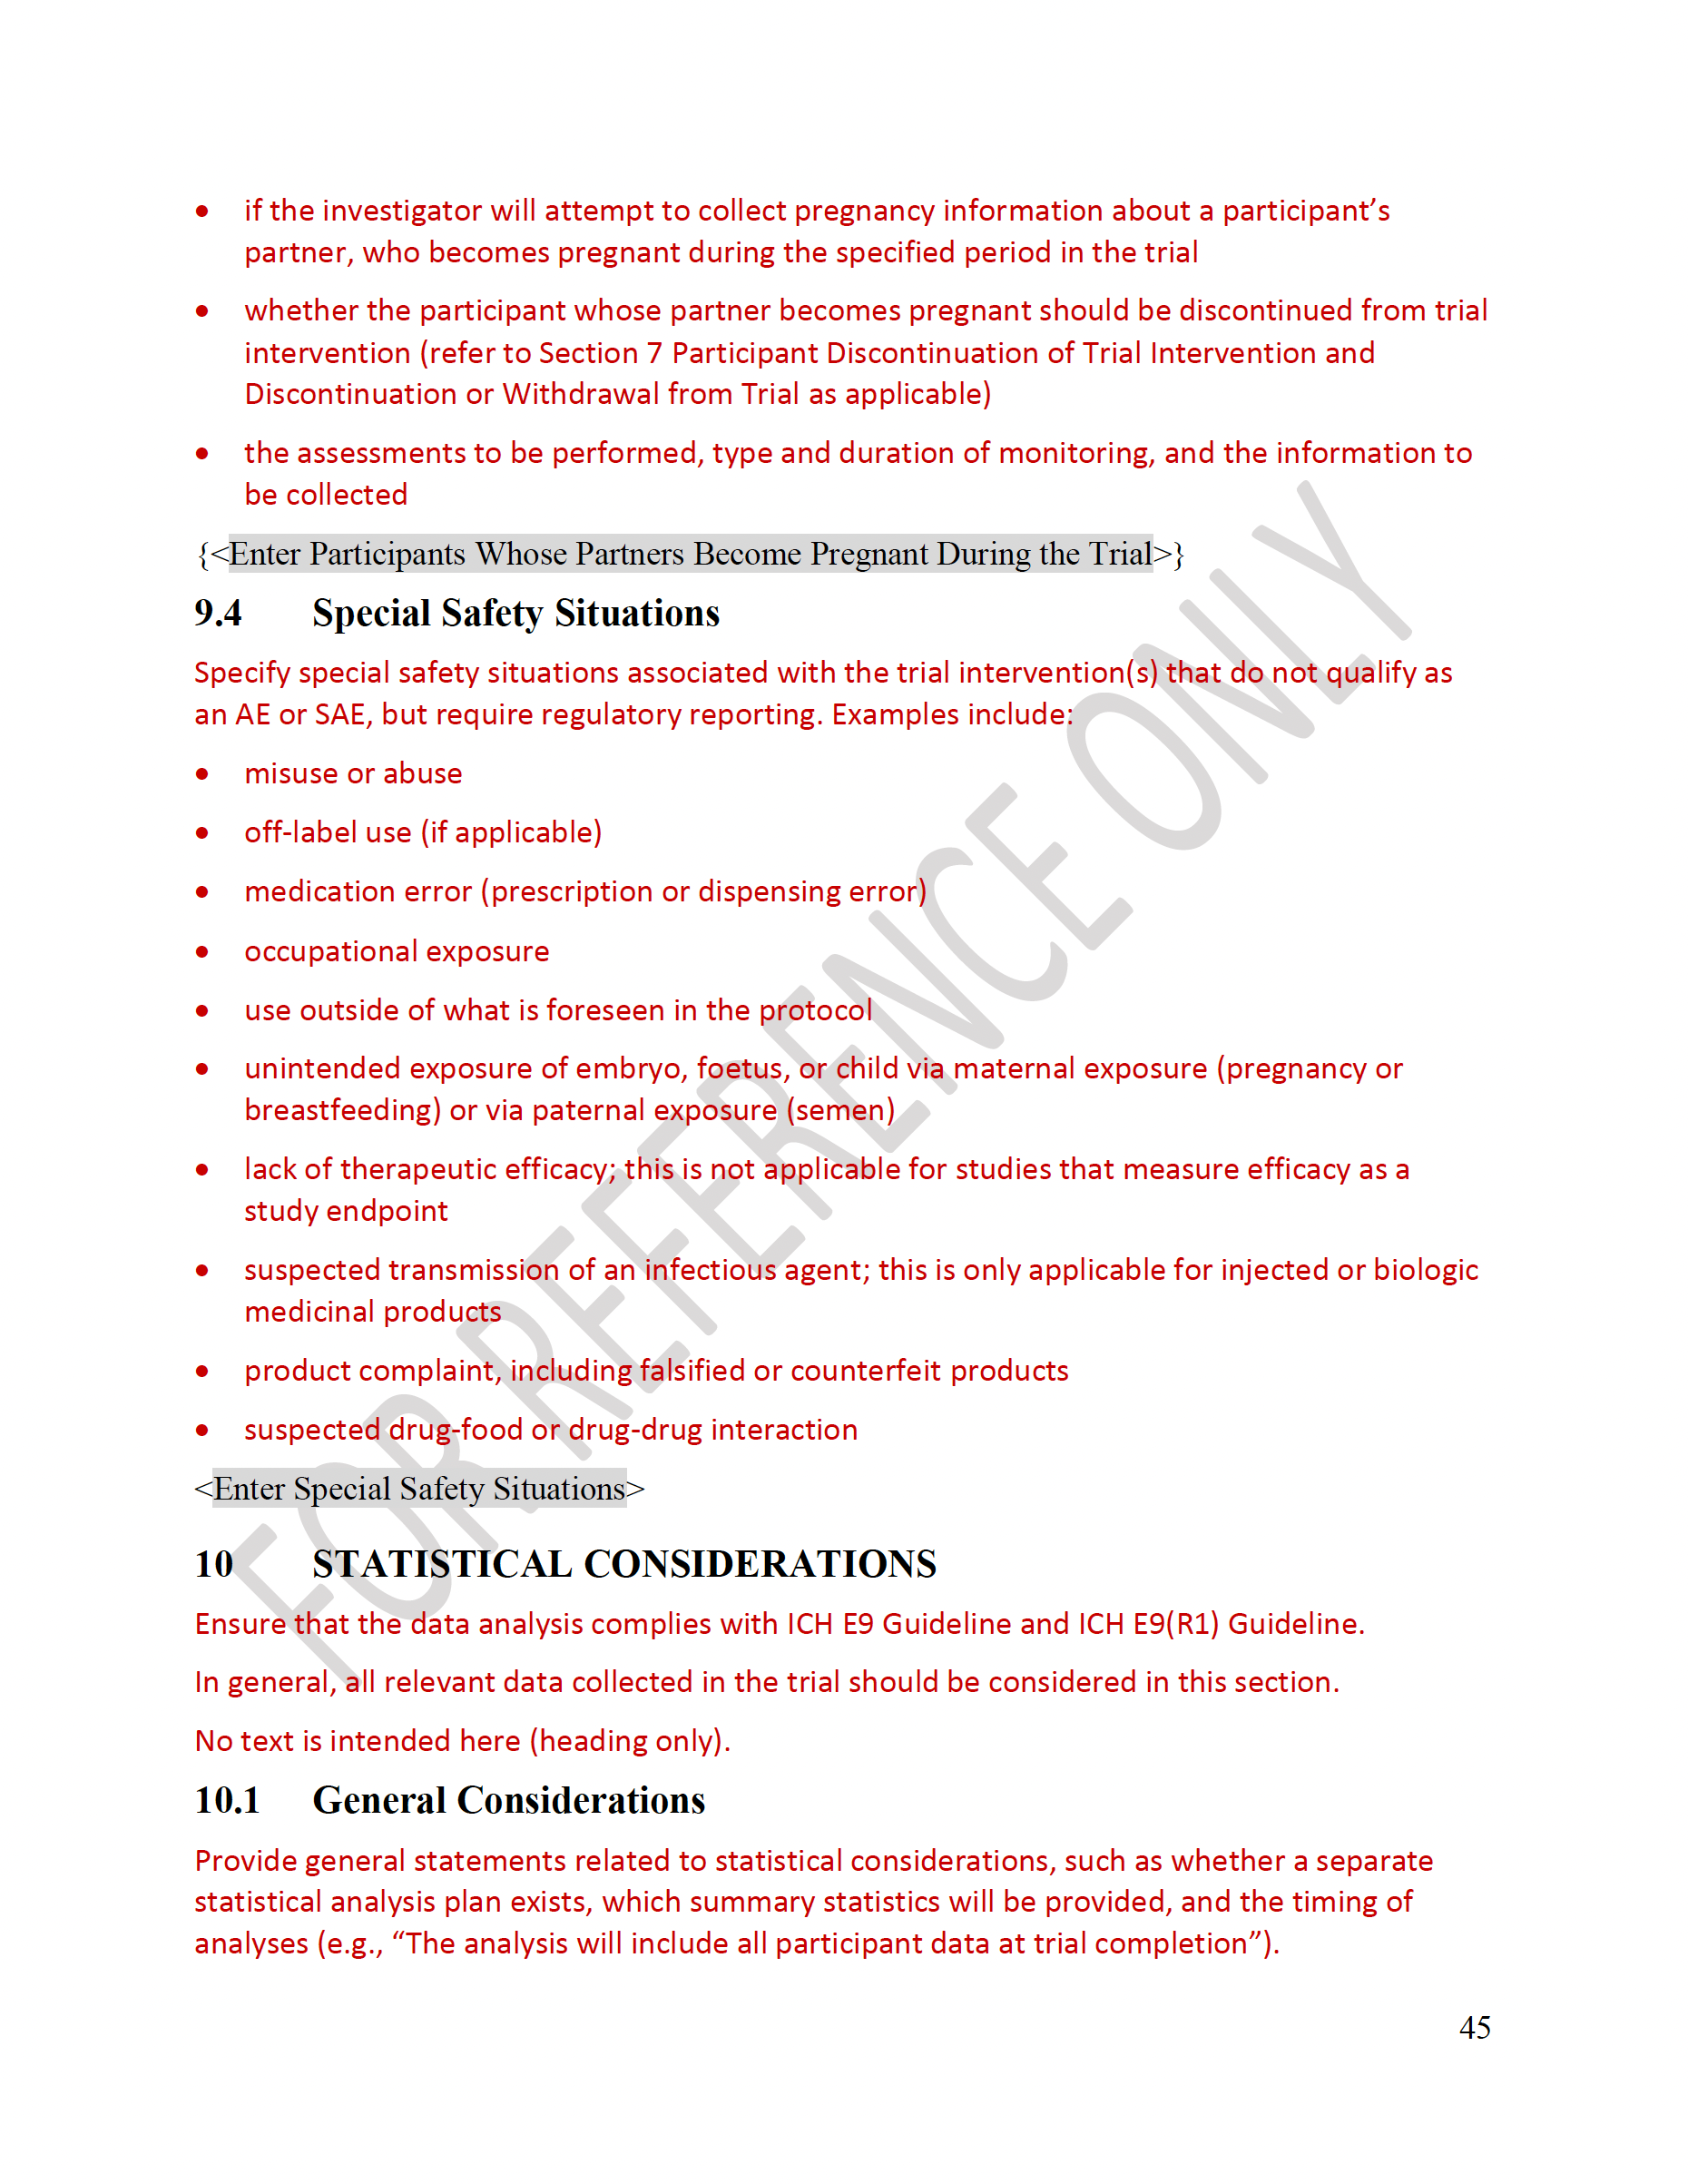 • if the investigator will attempt to collect pregnancy information about a participant’s
partner, who becomes pregnant during the specified period in the trial
• whether the participant whose partner becomes pregnant should be discontinued from trial
intervention (refer to Section 7 Participant Discontinuation of Trial Intervention and
Discontinuation or Withdrawal from Trial as applicable)
• the assessments to be performed, type and duration of monitoring, and the information to
be collected
{<Enter Participants Whose Partners Become Pregnant During the Trial>}
9.4 Special Safety Situations
Specify special safety situations associated with the trial intervention(s) that do not qualify as
an AE or SAE, but require regulatory reporting. Examples include:
• misuse or abuse
• off-label use (if applicable)
• medication error (prescription or dispensing error)
• occupational exposure
• use outside of what is foreseen in the protocol
• unintended exposure of embryo, foetus, or child via maternal exposure (pregnancy or
breastfeeding) or via paternal exposure (semen)
• lack of therapeutic efficacy; this is not applicable for studies that measure efficacy as a
study endpoint
• suspected transmission of an infectious agent; this is only applicable for injected or biologic
medicinal products
• product complaint, including falsified or counterfeit products
• suspected drug-food or drug-drug interaction
<Enter Special Safety Situations>
10 STATISTICAL CONSIDERATIONS
Ensure that the data analysis complies with ICH E9 Guideline and ICH E9(R1) Guideline.
In general, all relevant data collected in the trial should be considered in this section.
No text is intended here (heading only).
10.1 General Considerations
Provide general statements related to statistical considerations, such as whether a separate
statistical analysis plan exists, which summary statistics will be provided, and the timing of
analyses (e.g., “The analysis will include all participant data at trial completion”).
45
FOR REFERENCE ONLY